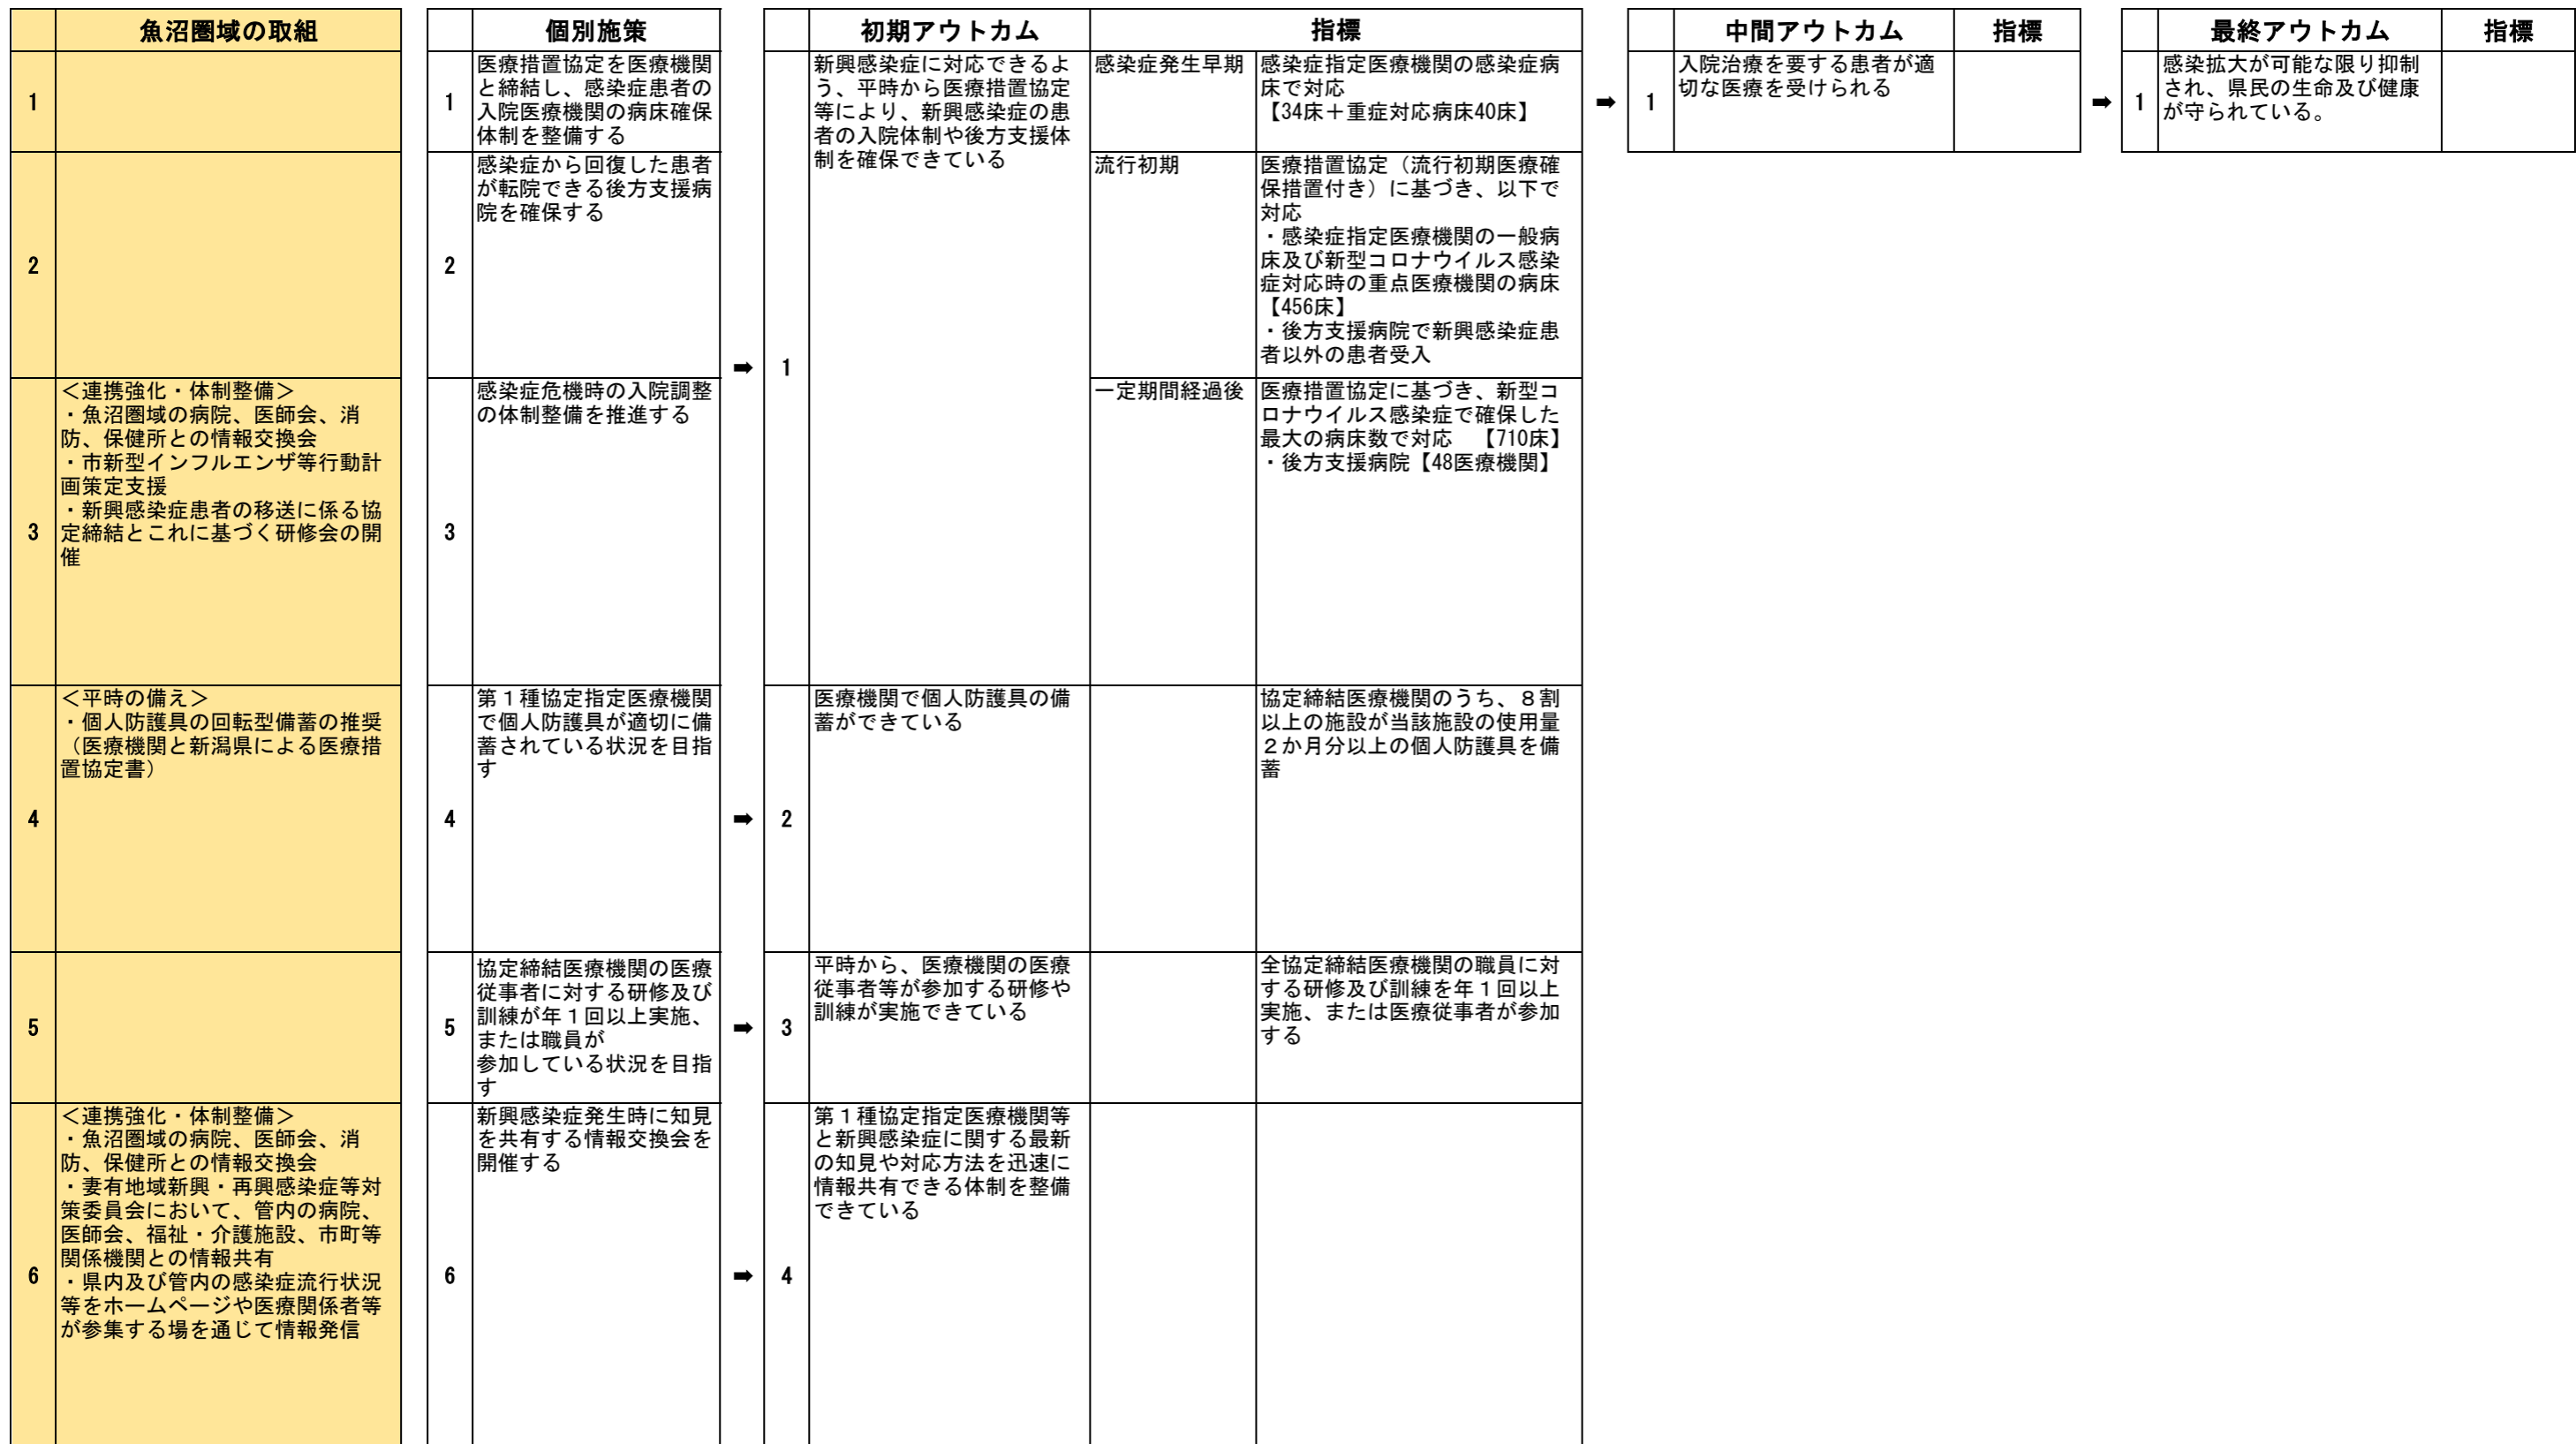 魚沼圏域の取組
個別施策
初期アウトカム
指標
中間アウトカム
指標
最終アウトカム
指標
1
1
医療措置協定を医療機関
と締結し、感染症患者の
入院医療機関の病床確保
体制を整備する
➡
1
新興感染症に対応できるよ
う、平時から医療措置協定
等により、新興感染症の患
者の入院体制や後方支援体
制を確保できている
感染症発生早期
感染症指定医療機関の感染症病
床で対応
【34床＋重症対応病床40床】
➡
1
入院治療を要する患者が適
切な医療を受けられる
➡
1
感染拡大が可能な限り抑制
され、県民の生命及び健康
が守られている。
2
2
感染症から回復した患者
が転院できる後方支援病
院を確保する
流行初期
医療措置協定（流行初期医療確
保措置付き）に基づき、以下で
対応
・感染症指定医療機関の一般病
床及び新型コロナウイルス感染
症対応時の重点医療機関の病床
【456床】
・後方支援病院で新興感染症患
者以外の患者受入
3
＜連携強化・体制整備＞
・魚沼圏域の病院、医師会、消
防、保健所との情報交換会
・市新型インフルエンザ等行動計
画策定支援
・新興感染症患者の移送に係る協
定締結とこれに基づく研修会の開
催
3
感染症危機時の入院調整
の体制整備を推進する
一定期間経過後
医療措置協定に基づき、新型コ
ロナウイルス感染症で確保した
最大の病床数で対応　【710床】
・後方支援病院【48医療機関】
4
＜平時の備え＞
・個人防護具の回転型備蓄の推奨
（医療機関と新潟県による医療措
置協定書）
4
第１種協定指定医療機関
で個人防護具が適切に備
蓄されている状況を目指
す
➡
2
医療機関で個人防護具の備
蓄ができている
協定締結医療機関のうち、８割
以上の施設が当該施設の使用量
２か月分以上の個人防護具を備
蓄
5
5
協定締結医療機関の医療
従事者に対する研修及び
訓練が年１回以上実施、
または職員が
参加している状況を目指
す
➡
3
平時から、医療機関の医療
従事者等が参加する研修や
訓練が実施できている
全協定締結医療機関の職員に対
する研修及び訓練を年１回以上
実施、または医療従事者が参加
する
6
＜連携強化・体制整備＞
・魚沼圏域の病院、医師会、消
防、保健所との情報交換会
・妻有地域新興・再興感染症等対
策委員会において、管内の病院、
医師会、福祉・介護施設、市町等
関係機関との情報共有
・県内及び管内の感染症流行状況
等をホームページや医療関係者等
が参集する場を通じて情報発信
6
新興感染症発生時に知見
を共有する情報交換会を
開催する
➡
4
第１種協定指定医療機関等
と新興感染症に関する最新
の知見や対応方法を迅速に
情報共有できる体制を整備
できている